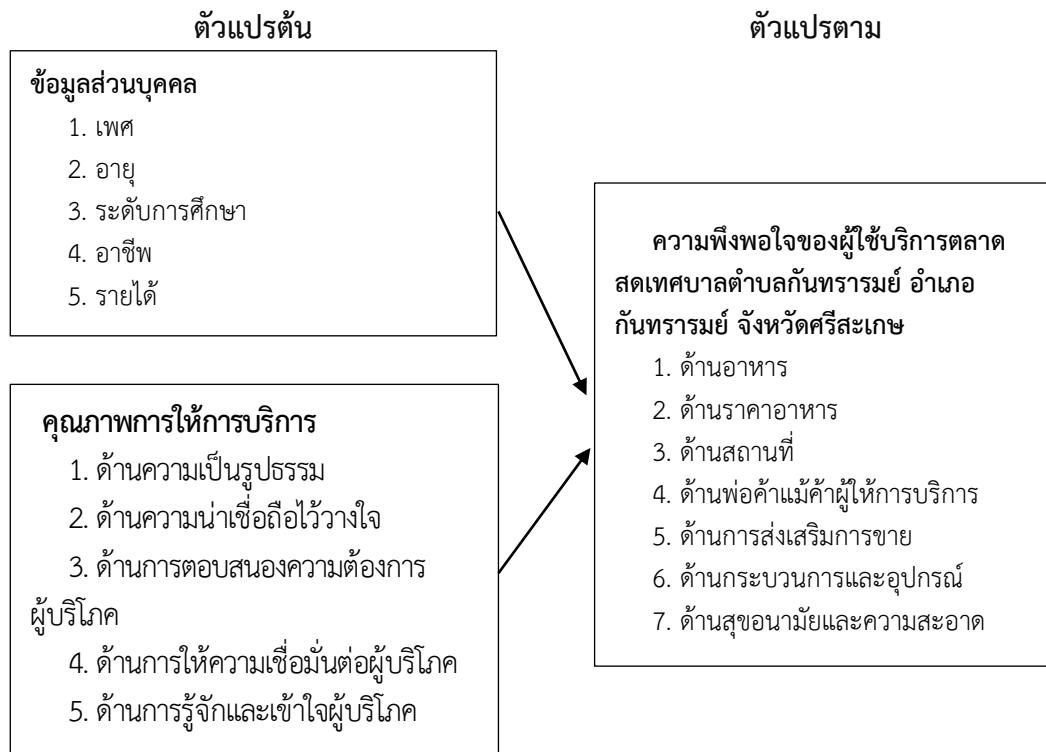 ตัวแปรต้น
ข้อมูลส่วนบุคคล
1. เพศ
2. อายุ
3. ระดับการศึกษา
4. อาชีพ
5. รายได้
คุณภาพการให้การบริการ
1. ด้านความเป็นรูปธรรม
2. ด้านความน่าเชื่อถือไว้วางใจ
3. ด้านการตอบสนองความต้องการ
ผู้บริโภค
4. ด้านการให้ความเชื่อมั่นต่อผู้บริโภค
5. ด้านการรู้จักและเข้าใจผู้บริโภค
ตัวแปรตาม
ความพึงพอใจของผู้ใช้บริการตลาด
สดเทศบาลตำบลกันทรารมย์ อำเภอ
กันทรารมย์ จังหวัดศรีสะเกษ
1. ด้านอาหาร
2. ด้านราคาอาหาร
3. ด้านสถานที่
4. ด้านพ่อค้าแม้ค้าผู้ให้การบริการ
5. ด้านการส่งเสริมการขาย
6. ด้านกระบวนการและอุปกรณ์
7. ด้านสุขอนามัยและความสะอาด